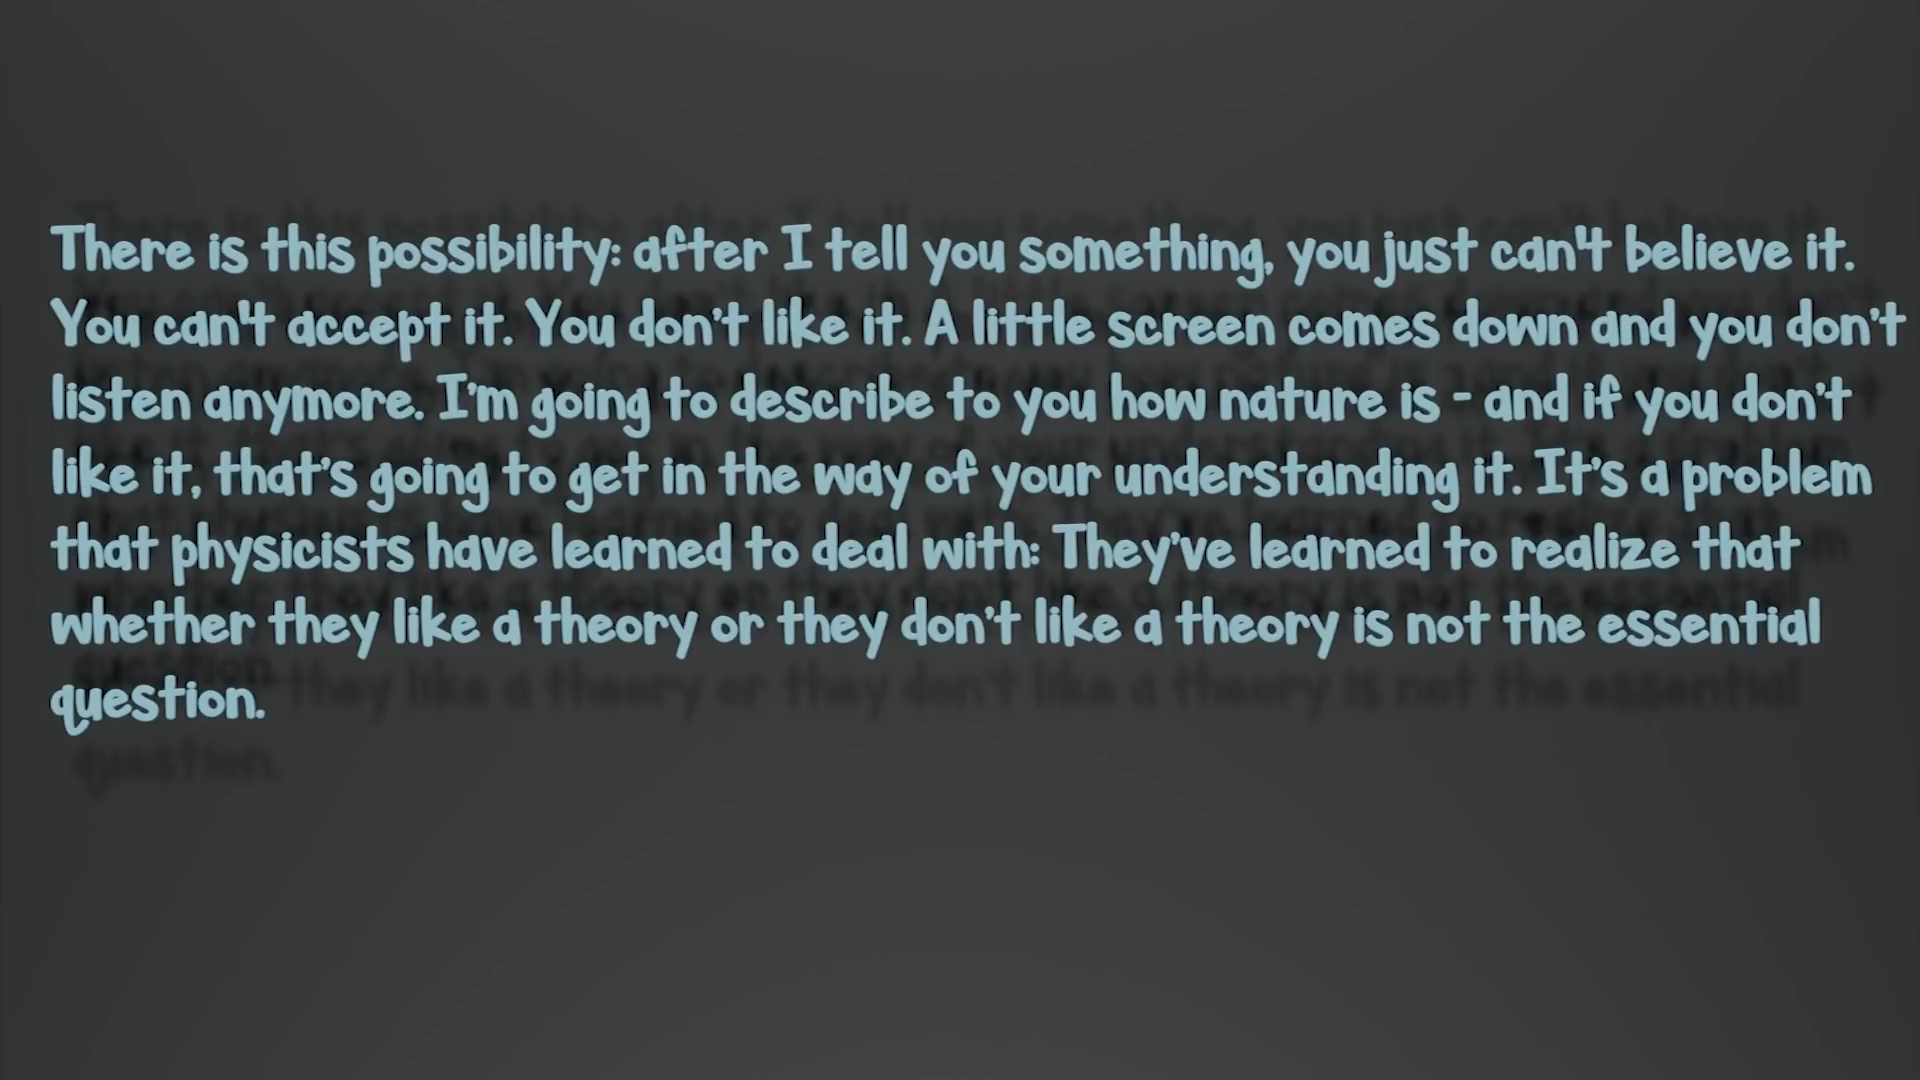 There is this possibility: after I tell you something, you just can't believe it.
You can't accept it. You don't like it. A little screen comes down and you don't
listen anymore. I'm going to describe to you how nature is - and if you don't
like it, that's going to get in the way of your understanding it. It's a problem
that physicists have learned to deal with: They've learned to realize that
whether they like a theory or they don't like a theory is not the essential
question.